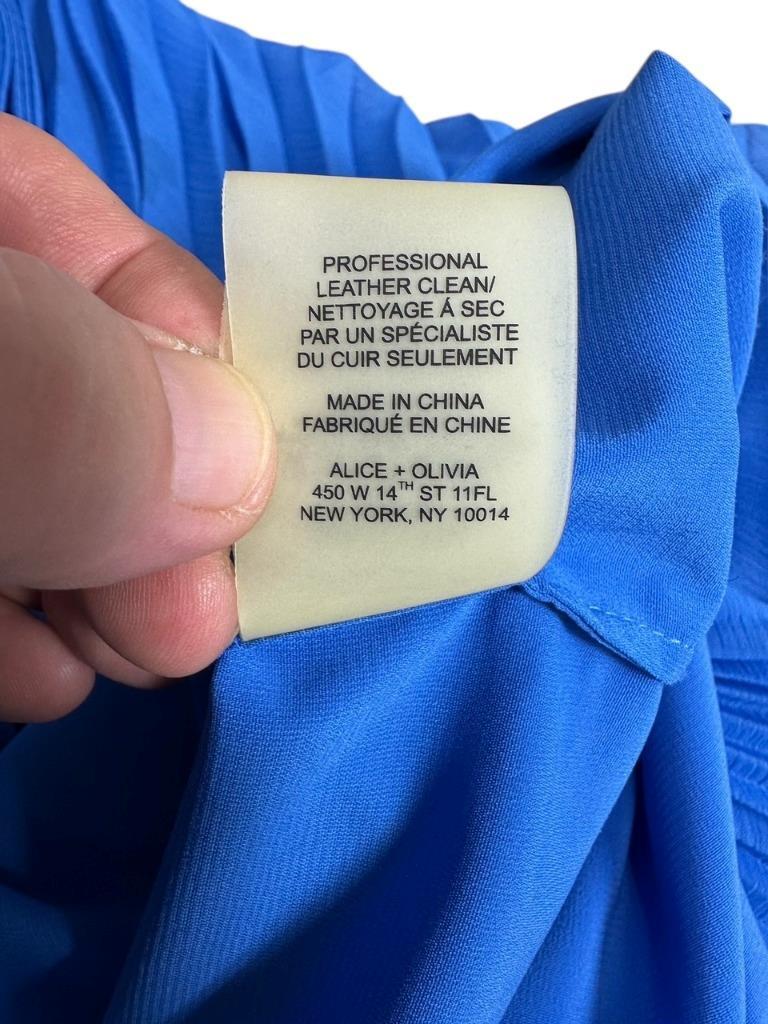 PROFESSIONAL
LEATHER CLEAN/
NETTOYAGE Á SEC
PAR UN SPÉCIALISTE
DU CUIR SEULEMENT
MADE IN CHINA
FABRIQUÉ EN CHINE
ALICE + OLIVIA
450 W 14TH ST 11FL
NEW YORK, NY 10014